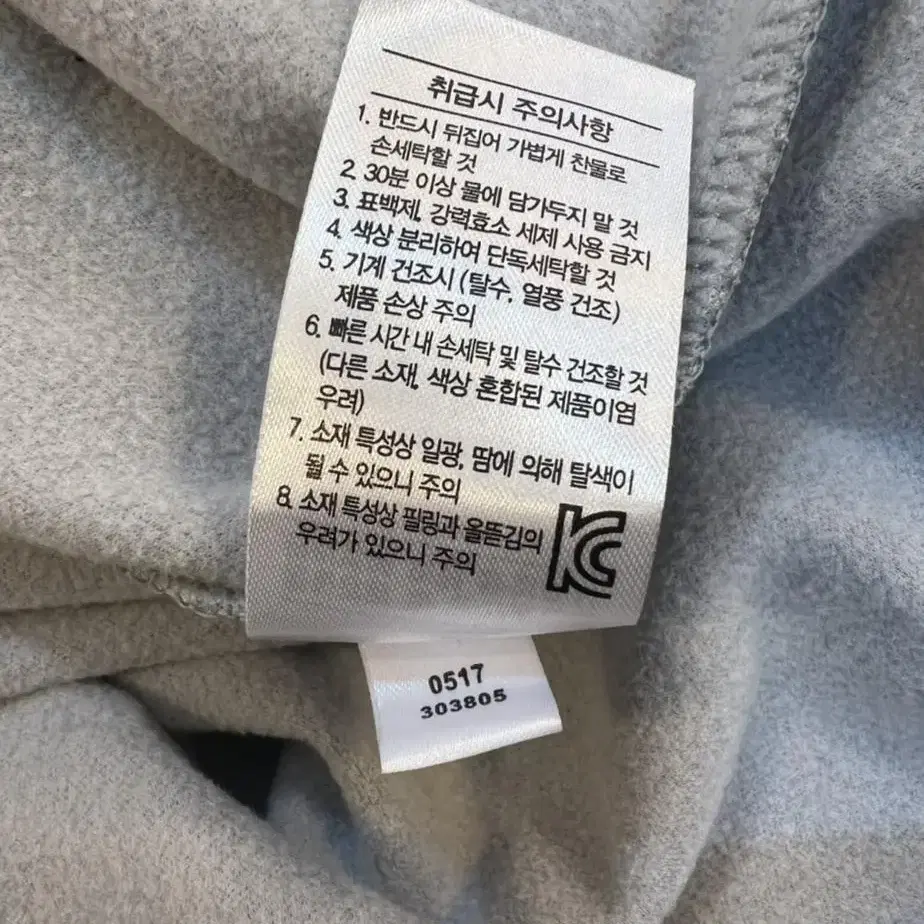 취급시 주의사항
1. 반드시 뒤집어 가볍게 찬물로
손세탁할 것
2. 30분 이상 물에 담가두지 말 것
3. 표백제, 강력효소 세제 사용 금지
4. 색상 분리하여 단독세탁할 것
5. 기계 건조시 (탈수, 열풍 건조)
제품 손상 주의
6. 빠른 시간 내 손세탁 및 탈수 건조할 것
(다른 소재, 색상 혼합된 제품이염
우려)
7. 소재 특성상 일광, 땀에 의해 탈색이
될 수 있으니 주의
8. 소재 특성상 필링과 올뜯김의
우려가 있으니 주의
KC
0517
303805